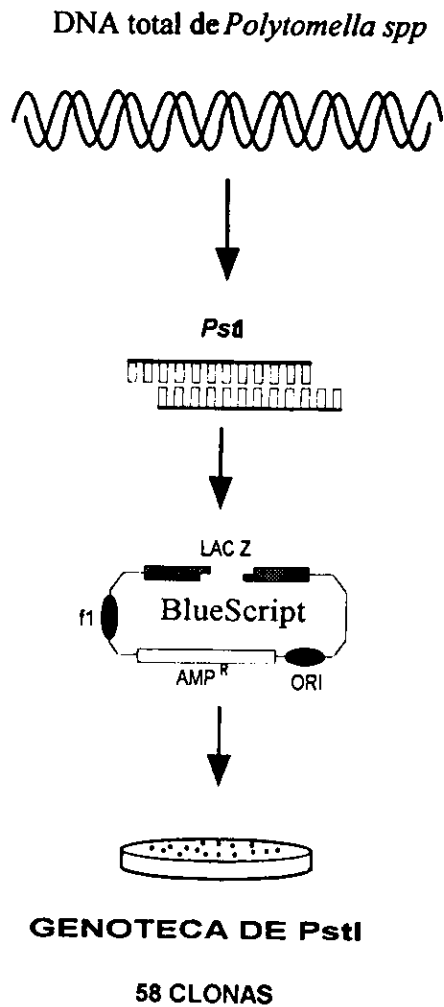 DNA total de Polytomella spp
PstI
LAC Z
f1
BlueScript
AMP R
ORI
GENOTECA DE PstI
58 CLONAS